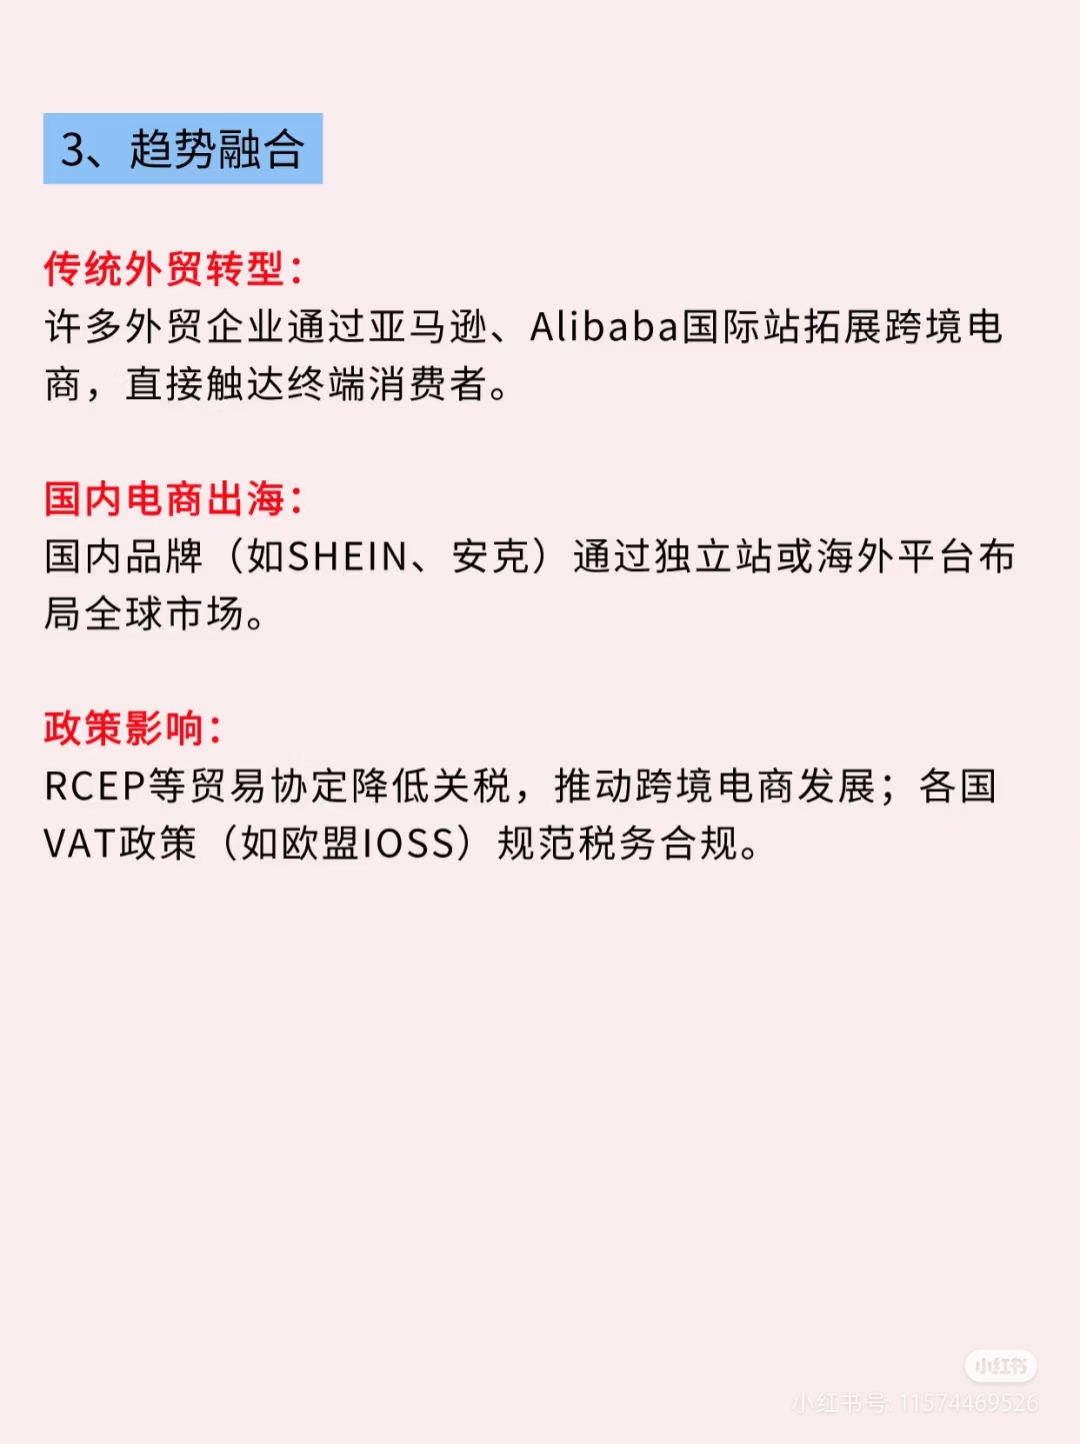 3、趋势融合
传统外贸转型：
许多外贸企业通过亚马逊、Alibaba国际站拓展跨境电
商，直接触达终端消费者。
国内电商出海：
国内品牌（如SHEIN、安克）通过独立站或海外平台布
局全球市场。
政策影响：
RCEP等贸易协定降低关税，推动跨境电商发展；各国
VAT政策（如欧盟IOSS）规范税务合规。
小红书
小红书号: 11574469526